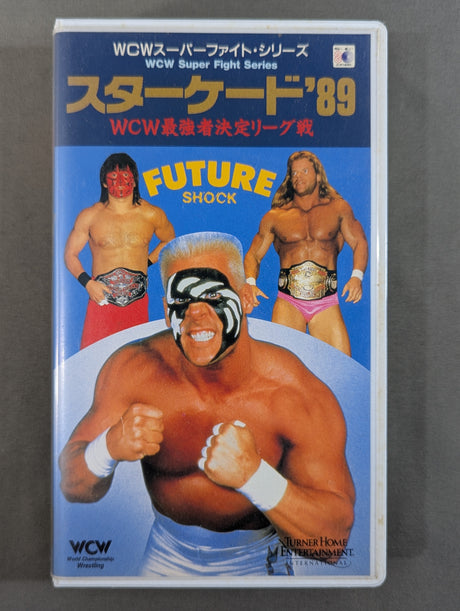 WCWスーパーファイト・シリーズ
WCW Super Fight Series
スターケード'89
WCW最強者決定リーグ戦
FUTURE
SHOCK
WCW
World Championship
Wrestling
TURNER HOME
ENTERTAINMENT
INTERNATIONAL